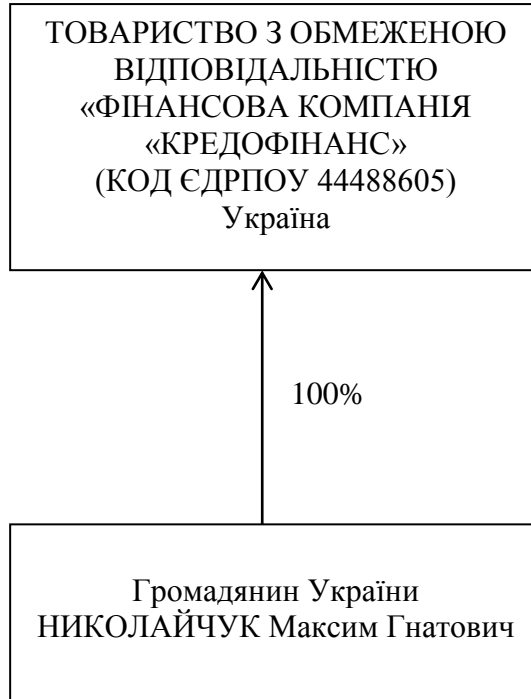 ТОВАРИСТВО З ОБМЕЖЕНОЮ
ВІДПОВІДАЛЬНІСТЮ
«ФІНАНСОВА КОМПАНІЯ
«КРЕДОФІНАНС»
(КОД ЄДРПОУ 44488605)
Україна
100%
Громадянин України
НИКОЛАЙЧУК Максим Гнатович